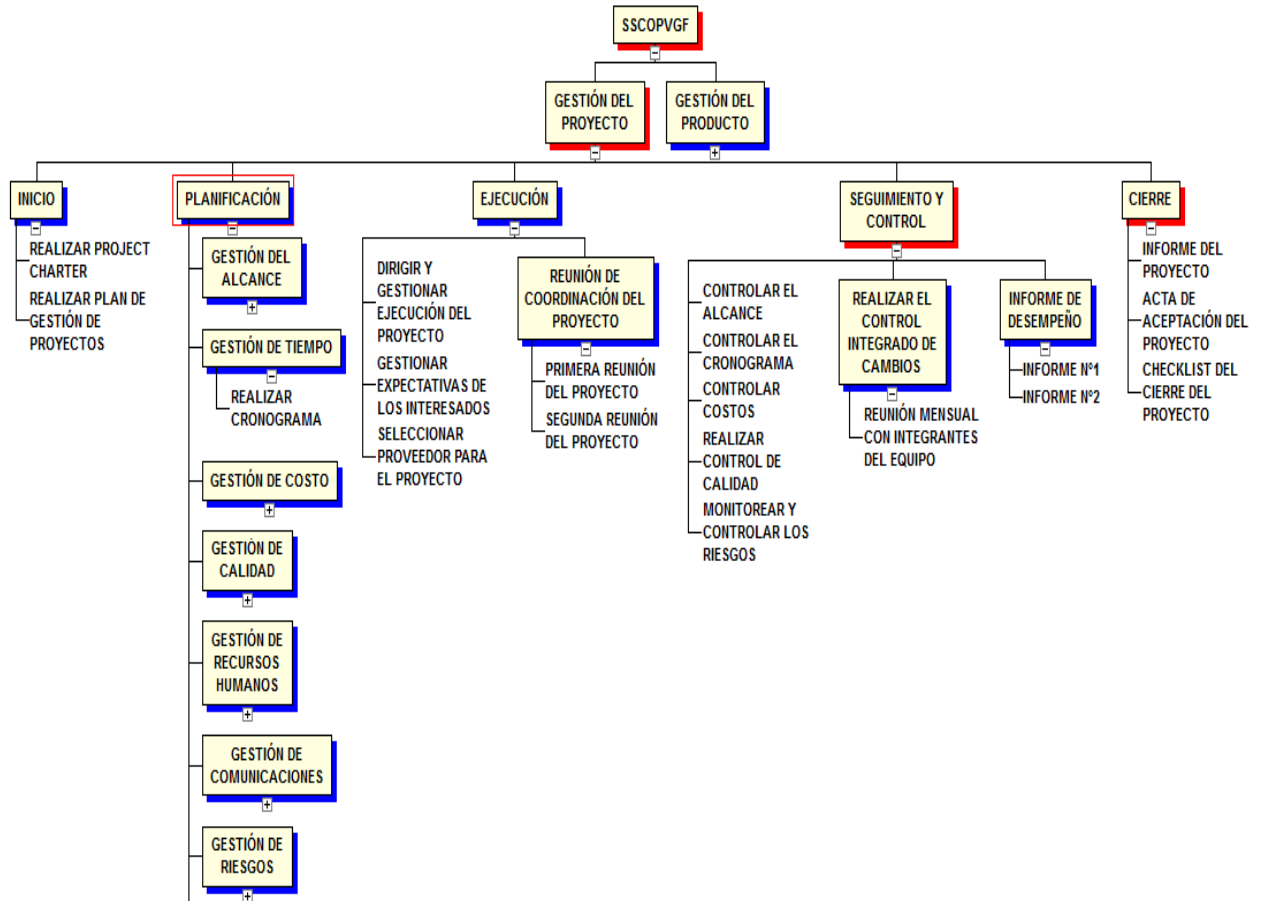 SSCOPVGF
GESTIÓN DEL
PROYECTO
GESTIÓN DEL
PRODUCTO
INICIO
REALIZAR PROJECT
CHARTER
REALIZAR PLAN DE
GESTIÓN DE
PROYECTOS
PLANIFICACIÓN
GESTIÓN DEL
ALCANCE
GESTIÓN DE TIEMPO
REALIZAR
CRONOGRAMA
GESTIÓN DE COSTO
GESTIÓN DE
CALIDAD
GESTIÓN DE
RECURSOS
HUMANOS
GESTIÓN DE
COMUNICACIONES
GESTIÓN DE
RIESGOS
EJECUCIÓN
DIRIGIR Y
GESTIONAR
EJECUCIÓN DEL
PROYECTO
GESTIONAR
EXPECTATIVAS DE
LOS INTERESADOS
SELECCIONAR
PROVEEDOR PARA
EL PROYECTO
REUNIÓN DE
COORDINACIÓN DEL
PROYECTO
PRIMERA REUNIÓN
DEL PROYECTO
SEGUNDA REUNIÓN
DEL PROYECTO
SEGUIMIENTO Y
CONTROL
CONTROLAR EL
ALCANCE
CONTROLAR EL
CRONOGRAMA
CONTROLAR
COSTOS
REALIZAR
CONTROL DE
CALIDAD
MONITOREAR Y
CONTROLAR LOS
RIESGOS
REALIZAR EL
CONTROL
INTEGRADO DE
CAMBIOS
REUNIÓN MENSUAL
CON INTEGRANTES
DEL EQUIPO
INFORME DE
DESEMPEÑO
INFORME Nº1
INFORME Nº2
CIERRE
INFORME DEL
PROYECTO
ACTA DE
ACEPTACIÓN DEL
PROYECTO
CHECKLIST DEL
CIERRE DEL
PROYECTO